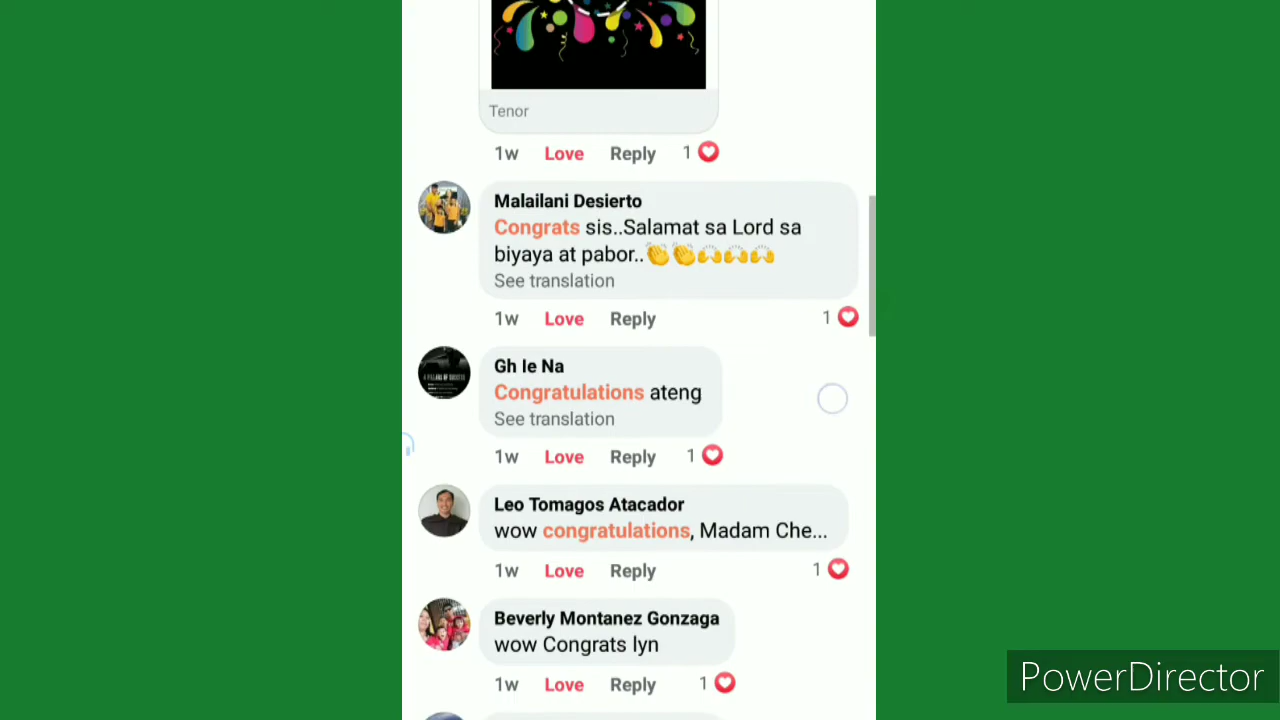 Tenor
1w Love Reply 1
Malailani Desierto
Congrats sis..Salamat sa Lord sa
biyaya at pabor..👏👏🙌🙌🙌
See translation
1w Love Reply 1
Gh Ie Na
Congratulations ateng
See translation
1w Love Reply 1
Leo Tomagos Atacador
wow congratulations, Madam Che...
1w Love Reply 1
Beverly Montanez Gonzaga
wow Congrats lyn
1w Love Reply 1
PowerDirector